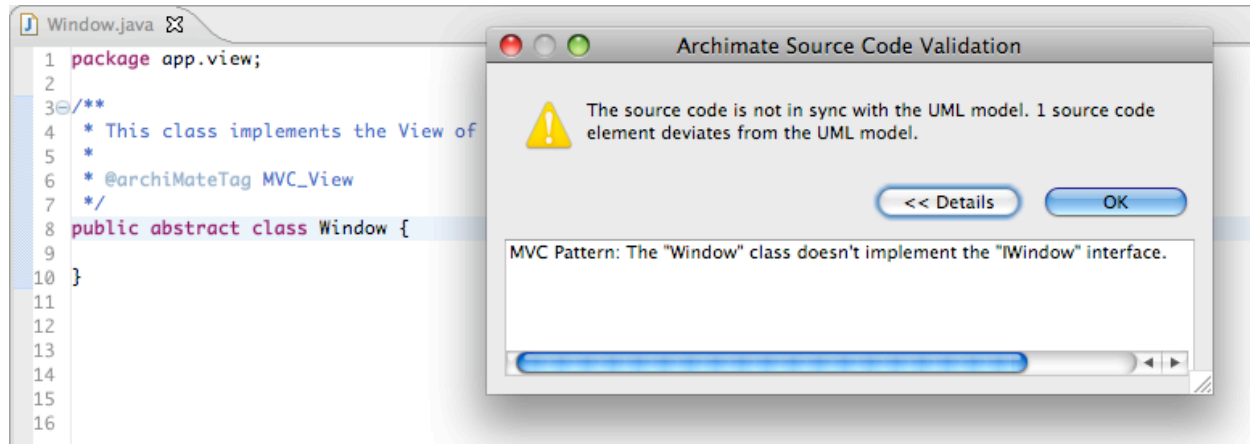 Window.java
1 package app.view;
2
3 /**
4 * This class implements the View of
5 *
6 * @archiMateTag MVC_View
7 */
8 public abstract class Window {
9
10 }
11
12
13
14
15
16
Archimate Source Code Validation
The source code is not in sync with the UML model. 1 source code
element deviates from the UML model.
<< Details
OK
MVC Pattern: The "Window" class doesn't implement the "IWindow" interface.